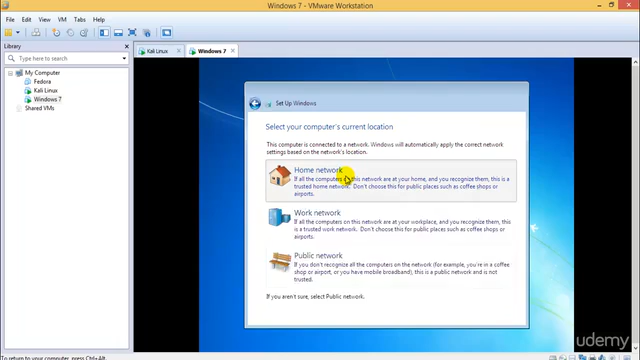 Windows 7 - VMware Workstation
File Edit View VM Tabs Help
Library
Type here to search
My Computer
Fedora
Kali Linux
Windows 7
Shared VMs
Kali Linux
Windows 7
Set Up Windows
Select your computer's current location
This computer is connected to a network. Windows will automatically apply the correct network
settings based on the network's location.
Home network
If all the computers on this network are at your home, and you recognize them, this is a
trusted home network. Don't choose this for public places such as coffee shops or
airports.
Work network
If all the computers on this network are at your workplace, and you recognize them, this
is a trusted work network. Don't choose this for public places such as coffee shops or
airports.
Public network
If you don't recognize all the computers on the network (for example, you're in a coffee
shop or airport, or you have mobile broadband), this is a public network and is not
trusted.
If you aren't sure, select Public network.
udemy
To return to your computer, press Ctrl+Alt.